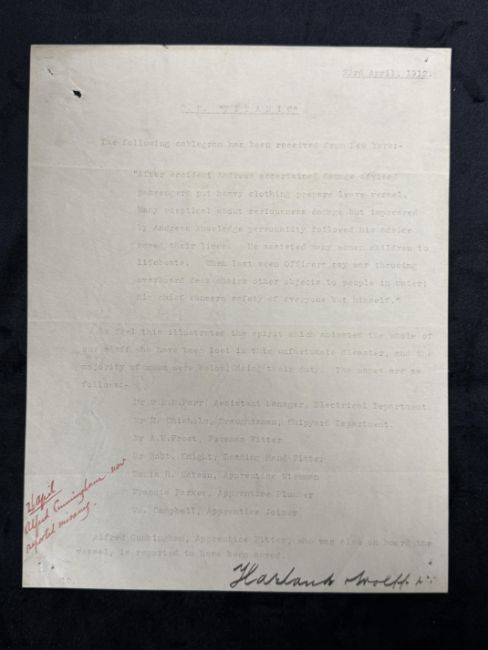 23rd April, 1912.
S.S. "TITANIC"
The following cablegram has been received from New York:-
"After accident Andrews ascertained damage advised
passengers put heavy clothing prepare leave vessel.
Many sceptical about seriousness damage but impressed
by Andrews knowledge personality followed his advice
saved their lives. He assisted many women children to
lifeboats. When last seen Officers say was throwing
overboard deck chairs other objects to people in water;
his chief concern safety of everyone but himself."
We feel this illustrated the spirit which animated the whole of
our staff who have been lost in this unfortunate disaster, and the
majority of whom were below doing their duty. The names are as
follows:-
Mr Parr, Assistant Manager, Electrical Department.
Mr R. Chisholm, Draughtsman, Shipyard Department.
Mr A.W.Frost, Foreman Fitter
Mr Robt. Knight, Leading Hand Fitter
H. Watson, Apprentice
Francis Parkes, Apprentice Plumber
Wm. Campbell, Apprentice Joiner
Alfred Cunningham, Apprentice Fitter, who was also on board the
vessel, is reported to have been saved.
April
Alfred Cunningham now
reported missing.
Harland Wolff